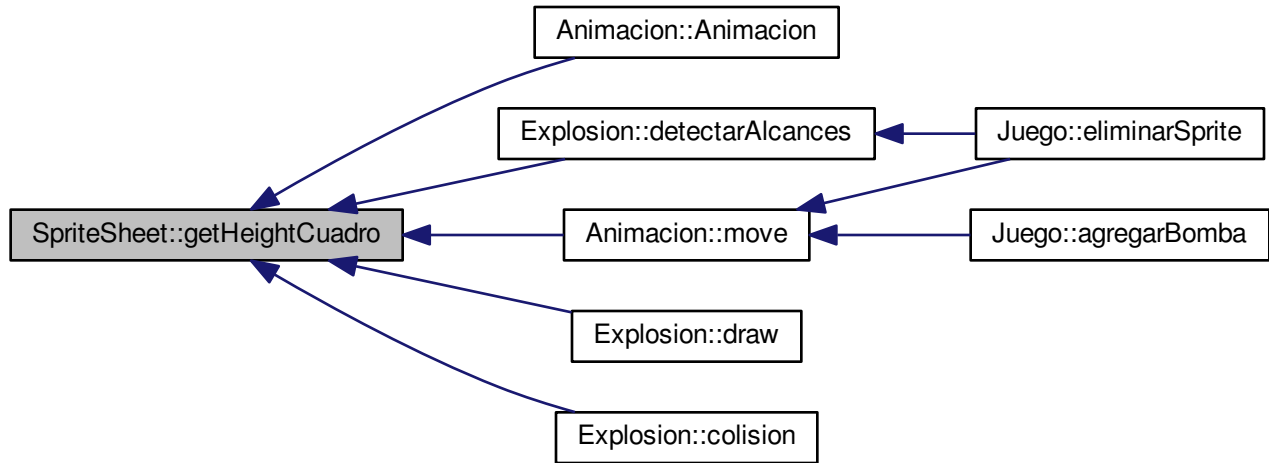 Animacion::Animacion
Explosion::detectarAlcances
Juego::eliminarSprite
SpriteSheet::getHeightCuadro
Animacion::move
Juego::agregarBomba
Explosion::draw
Explosion::colision